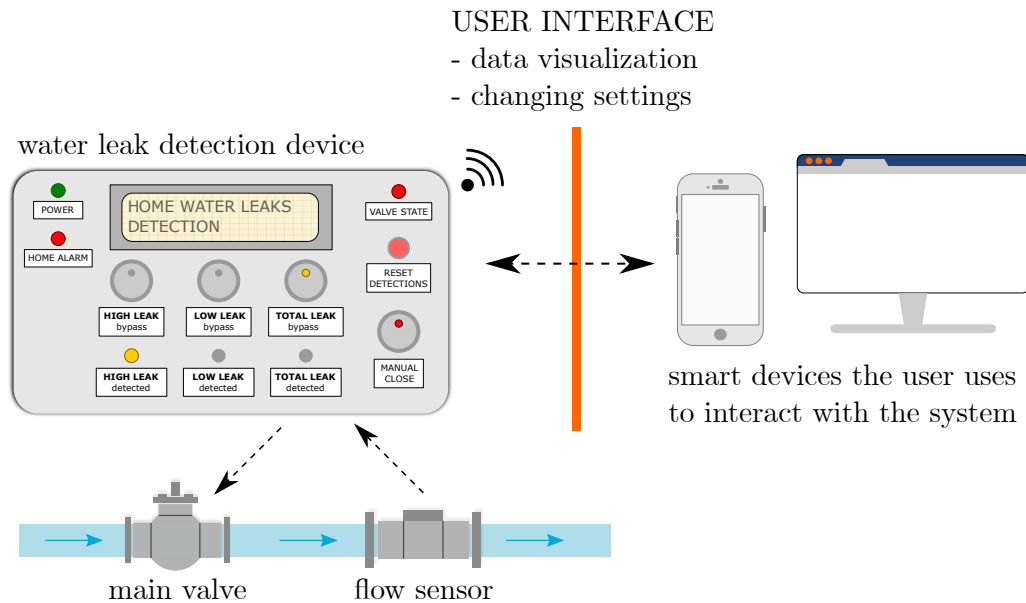 USER INTERFACE
- data visualization
- changing settings
water leak detection device
POWER
HOME ALARM
HOME WATER LEAKS
DETECTION
VALVE STATE
RESET
DETECTIONS
HIGH LEAK
bypass
LOW LEAK
bypass
TOTAL LEAK
bypass
HIGH LEAK
detected
LOW LEAK
detected
TOTAL LEAK
detected
MANUAL
CLOSE
smart devices the user uses
to interact with the system
main valve
flow sensor